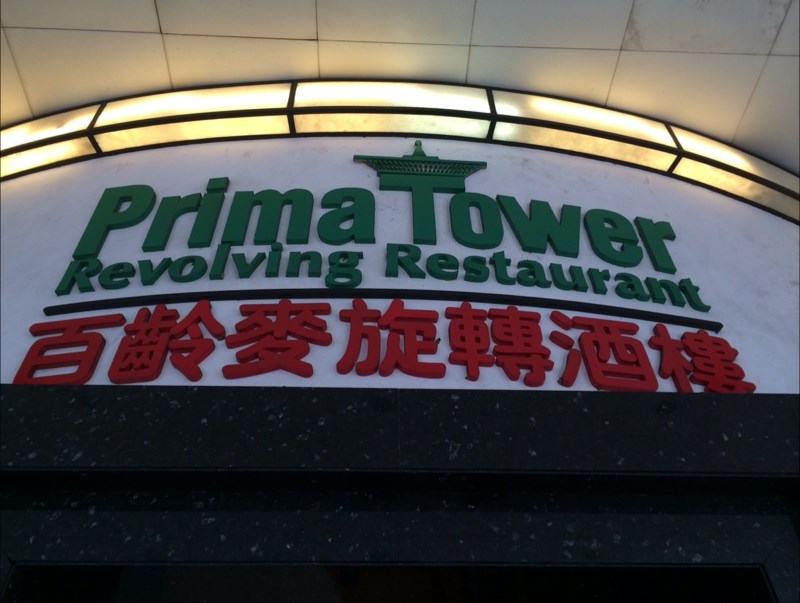 Prima Tower
Revolving Restaurant
百齡麥旋轉酒樓